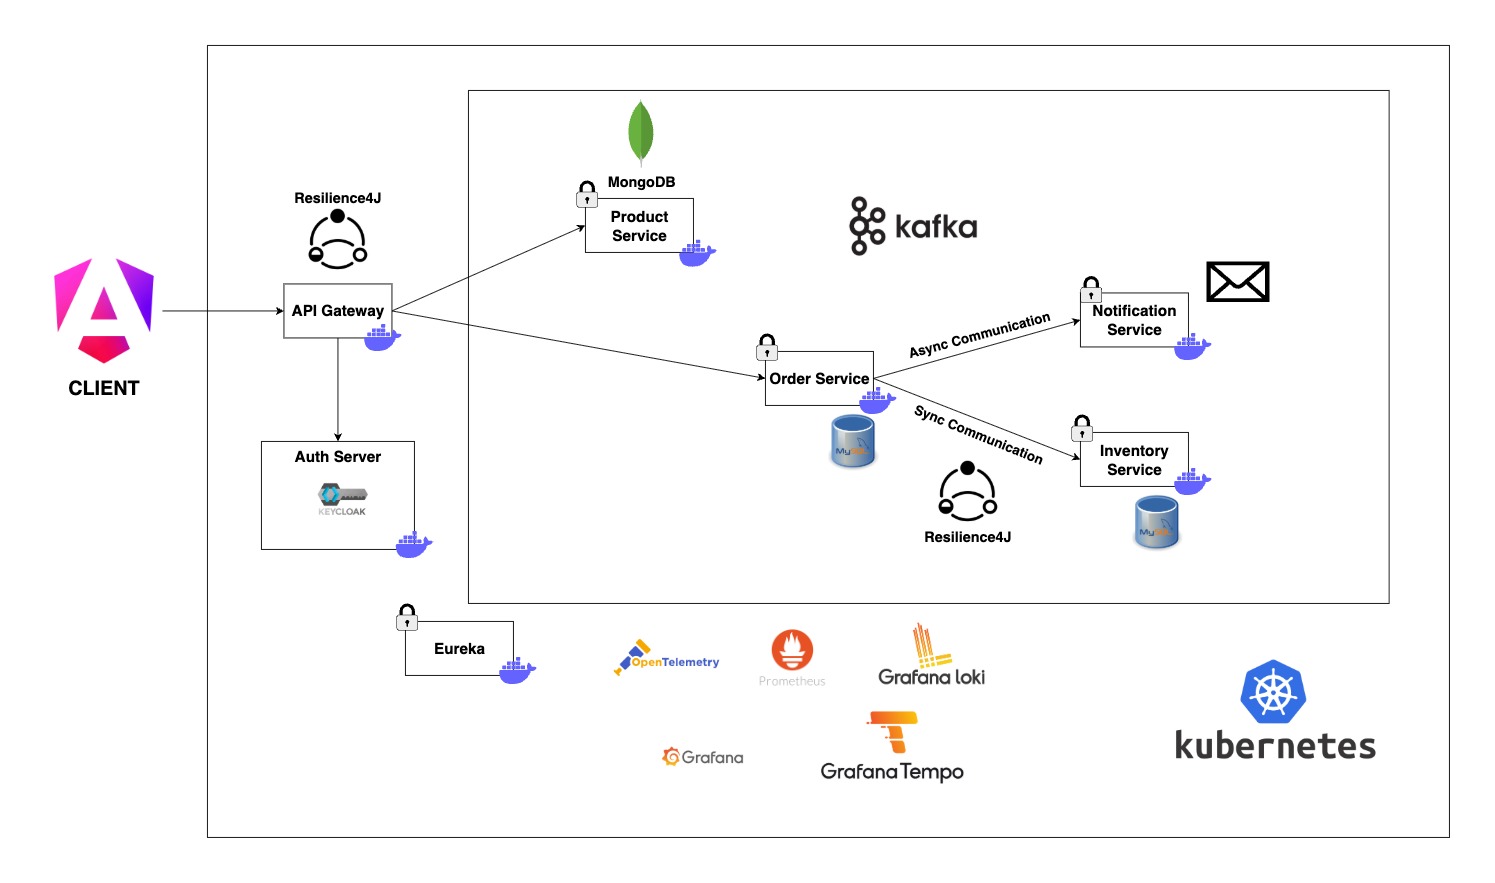 MongoDB
Resilience4J
Product
Service
kafka
API Gateway
Notification
Service
Async Communication
CLIENT
Order Service
Sync Communication
MySQL
Auth Server
KEYCLOAK
Inventory
Service
MySQL
Resilience4J
Eureka
OpenTelemetry
Prometheus
Grafana loki
Grafana
Grafana Tempo
kubernetes